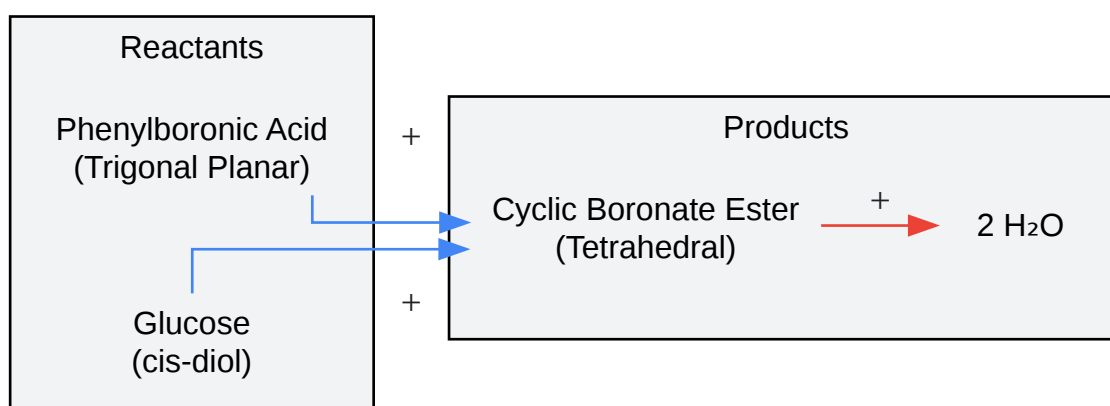 Reactants
Phenylboronic Acid
(Trigonal Planar)
Glucose
(cis-diol)
+
+
Products
Cyclic Boronate Ester
(Tetrahedral)
+
2 H₂O